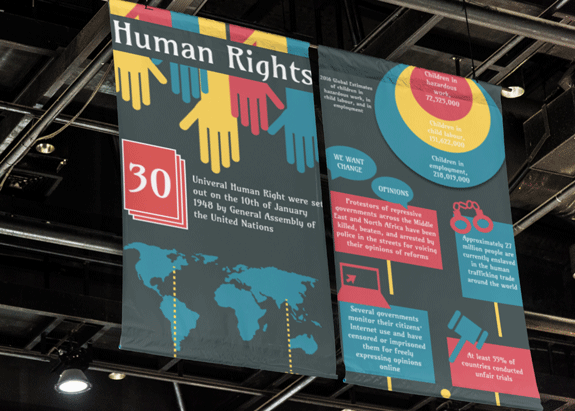 Human Rights
30
Univeral Human Right were set
out on the 10th of January
1948 by General Assembly of
the United Nations
2016 Global Estimates
of children in
hazardous work, in
child labour, and in
employment
Children in
hazardous
work,
72,525,000
Children in
child labour,
151,622,000
Children in
employment,
218,019,000
WE WANT
CHANGE
OPINIONS
Protestors of repressive
governments across the Middle
East and North Africa have been
killed, beaten, and arrested by
police in the streets for voicing
their opinions of reforms
Approximately 27
million people are
currently enslaved
in the human
trafficking trade
around the world
Several governments
monitor their citizens'
Internet use and have
censored or imprisoned
them for freely
expressing opinions
online
At least 55% of
countries conducted
unfair trials